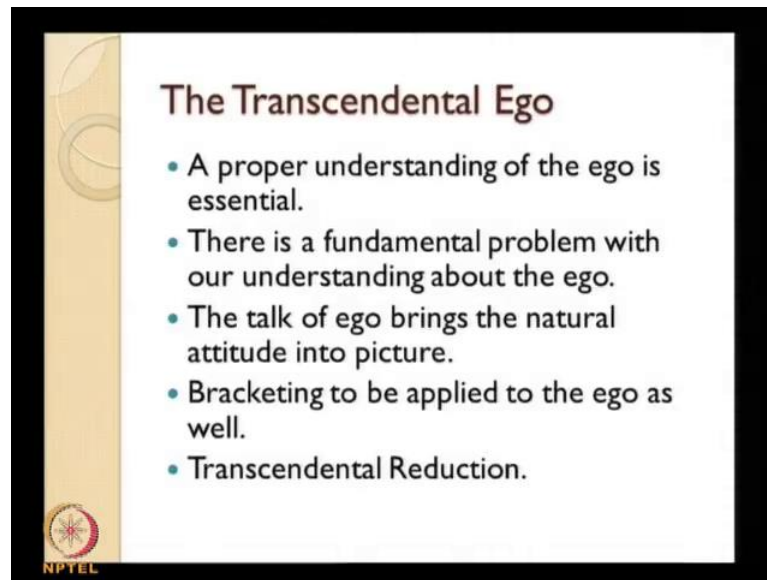 The Transcendental Ego
• A proper understanding of the ego is
essential.
• There is a fundamental problem with
our understanding about the ego.
• The talk of ego brings the natural
attitude into picture.
• Bracketing to be applied to the ego as
well.
• Transcendental Reduction.
NPTEL